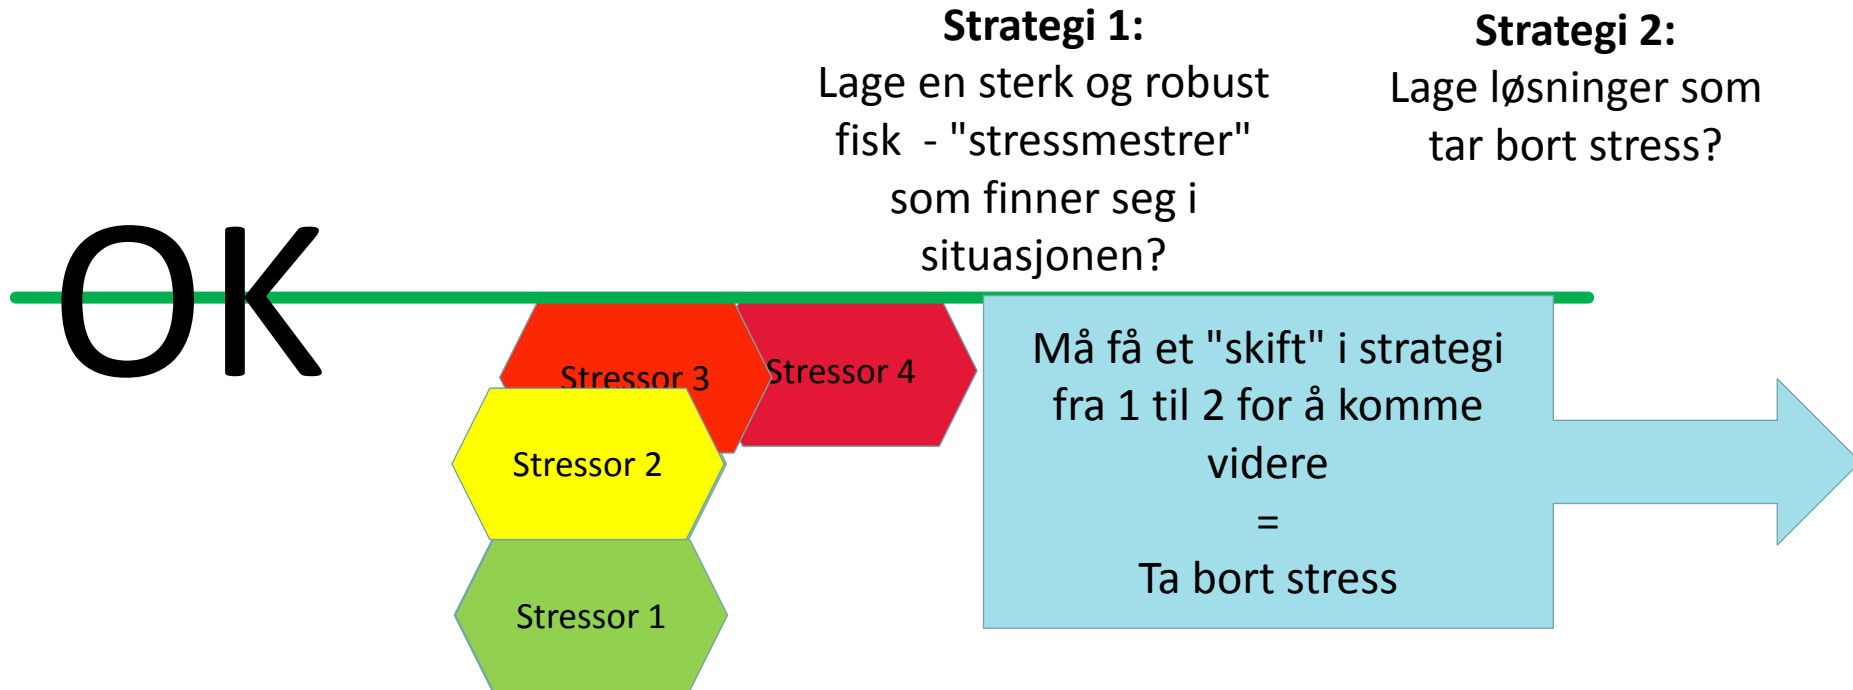 Strategi 1:
Lage en sterk og robust
fisk - "stressmestrer"
som finner seg i
situasjonen?
Strategi 2:
Lage løsninger som
tar bort stress?
OK
Stressor 3
Stressor 4
Stressor 2
Stressor 1
Må få et "skift" i strategi
fra 1 til 2 for å komme
videre
=
Ta bort stress